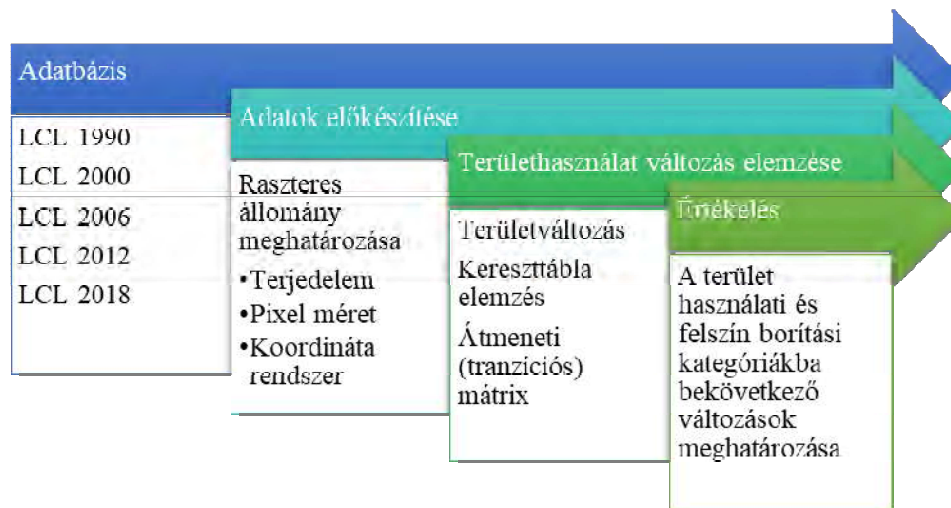 Adatbázis
LCL 1990
LCL 2000
LCL 2006
LCL 2012
LCL 2018
Adatok előkészítése
Raszteres
állomány
meghatározása
•Terjedelem
•Pixel méret
•Koordináta
rendszer
Területhasználat változás elemzése
Területváltozás
Kereszttábla
elemzés
Átmeneti
(tranzíciós)
mátrix
Értékelés
A terület
használati és
felszín borítási
kategóriákba
bekövetkező
változások
meghatározása